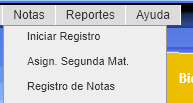 Notas Reportes Ayuda
Iniciar Registro
Asign. Segunda Mat.
Registro de Notas